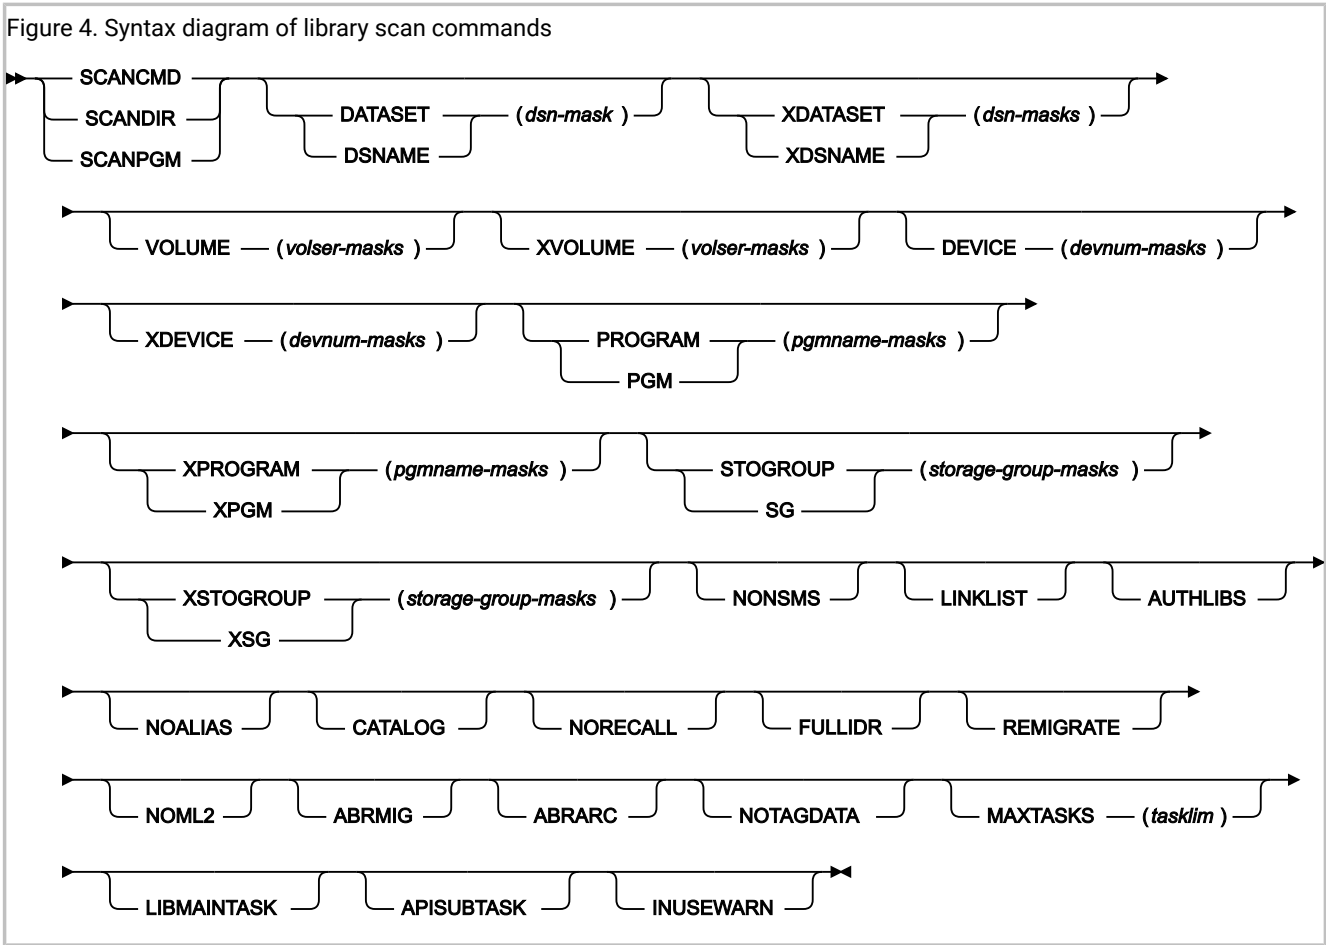 Figure 4. Syntax diagram of library scan commands
SCANCMD
SCANDIR
SCANPGM
DATASET
DSNAME
(dsn-mask )
XDATASET
XDSNAME
(dsn-masks )
VOLUME (volser-masks ) XVOLUME (volser-masks ) DEVICE (devnum-masks )
XDEVICE (devnum-masks )
PROGRAM
PGM
(pgmname-masks )
XPROGRAM
XPGM
(pgmname-masks )
STOGROUP
SG
(storage-group-masks )
XSTOGROUP
XSG
(storage-group-masks )
NONSMS LINKLIST AUTHLIBS
NOALIAS CATALOG NORECALL FULLIDR REMIGRATE
NOML2 ABRMIG ABRARC NOTAGDATA MAXTASKS (tasklim )
LIBMAINTASK APISUBTASK INUSEWARN